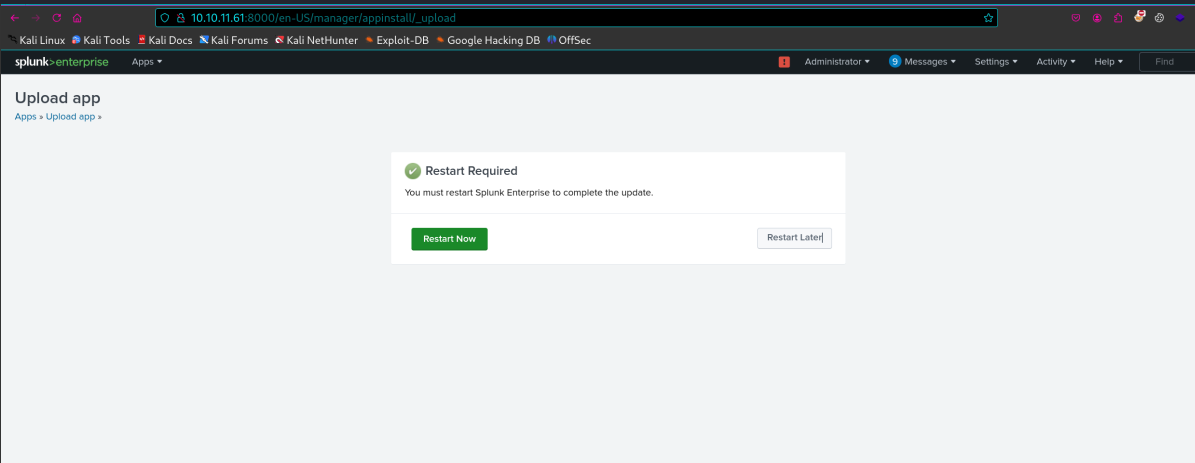 10.10.11.61:8000/en-US/manager/appinstall/_upload
Kali Linux Kali Tools Kali Docs Kali Forums Kali NetHunter Exploit-DB Google Hacking DB OffSec
splunk>enterprise Apps ! Administrator 9 Messages Settings Activity Help Find
Upload app
Apps » Upload app »
Restart Required
You must restart Splunk Enterprise to complete the update.
Restart Now Restart Later